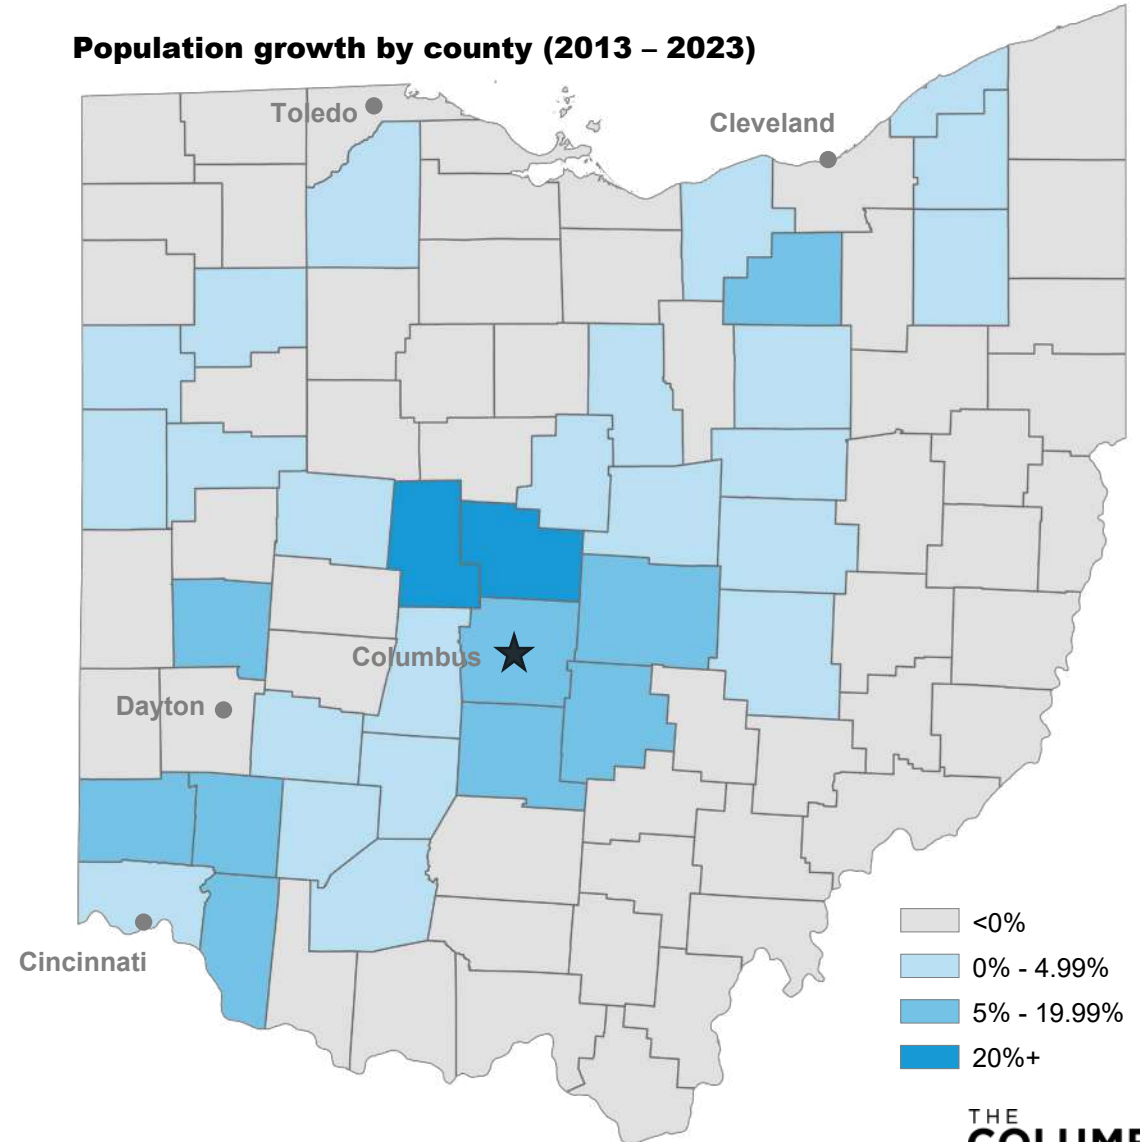 Population growth by county (2013 – 2023)
Toledo
Cleveland
Columbus
Dayton
Cincinnati
<0%
0% - 4.99%
5% - 19.99%
20%+
THE